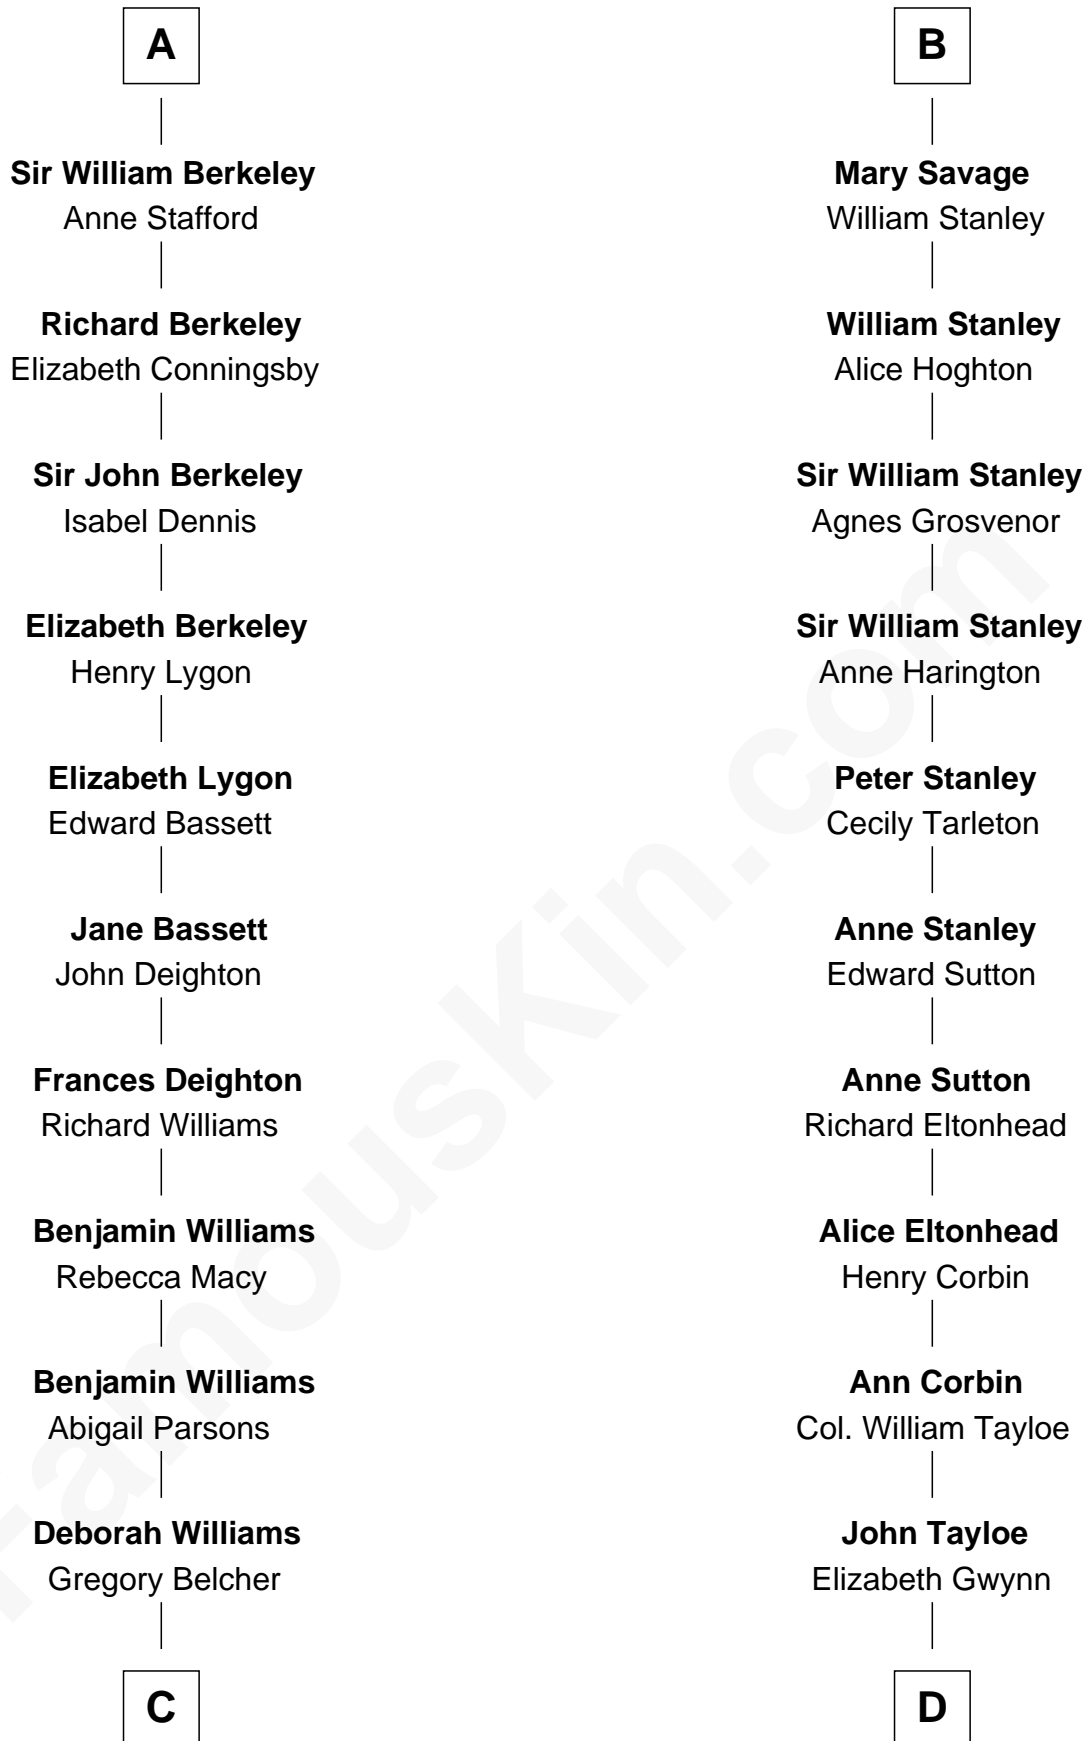 A
Sir William Berkeley
Anne Stafford
Richard Berkeley
Elizabeth Conningsby
Sir John Berkeley
Isabel Dennis
Elizabeth Berkeley
Henry Lygon
Elizabeth Lygon
Edward Bassett
Jane Bassett
John Deighton
Frances Deighton
Richard Williams
Benjamin Williams
Rebecca Macy
Benjamin Williams
Abigail Parsons
Deborah Williams
Gregory Belcher
C
B
Mary Savage
William Stanley
William Stanley
Alice Hoghton
Sir William Stanley
Agnes Grosvenor
Sir William Stanley
Anne Harington
Peter Stanley
Cecily Tarleton
Anne Stanley
Edward Sutton
Anne Sutton
Richard Eltonhead
Alice Eltonhead
Henry Corbin
Ann Corbin
Col. William Tayloe
John Tayloe
Elizabeth Gwynn
D
FamousKin.com